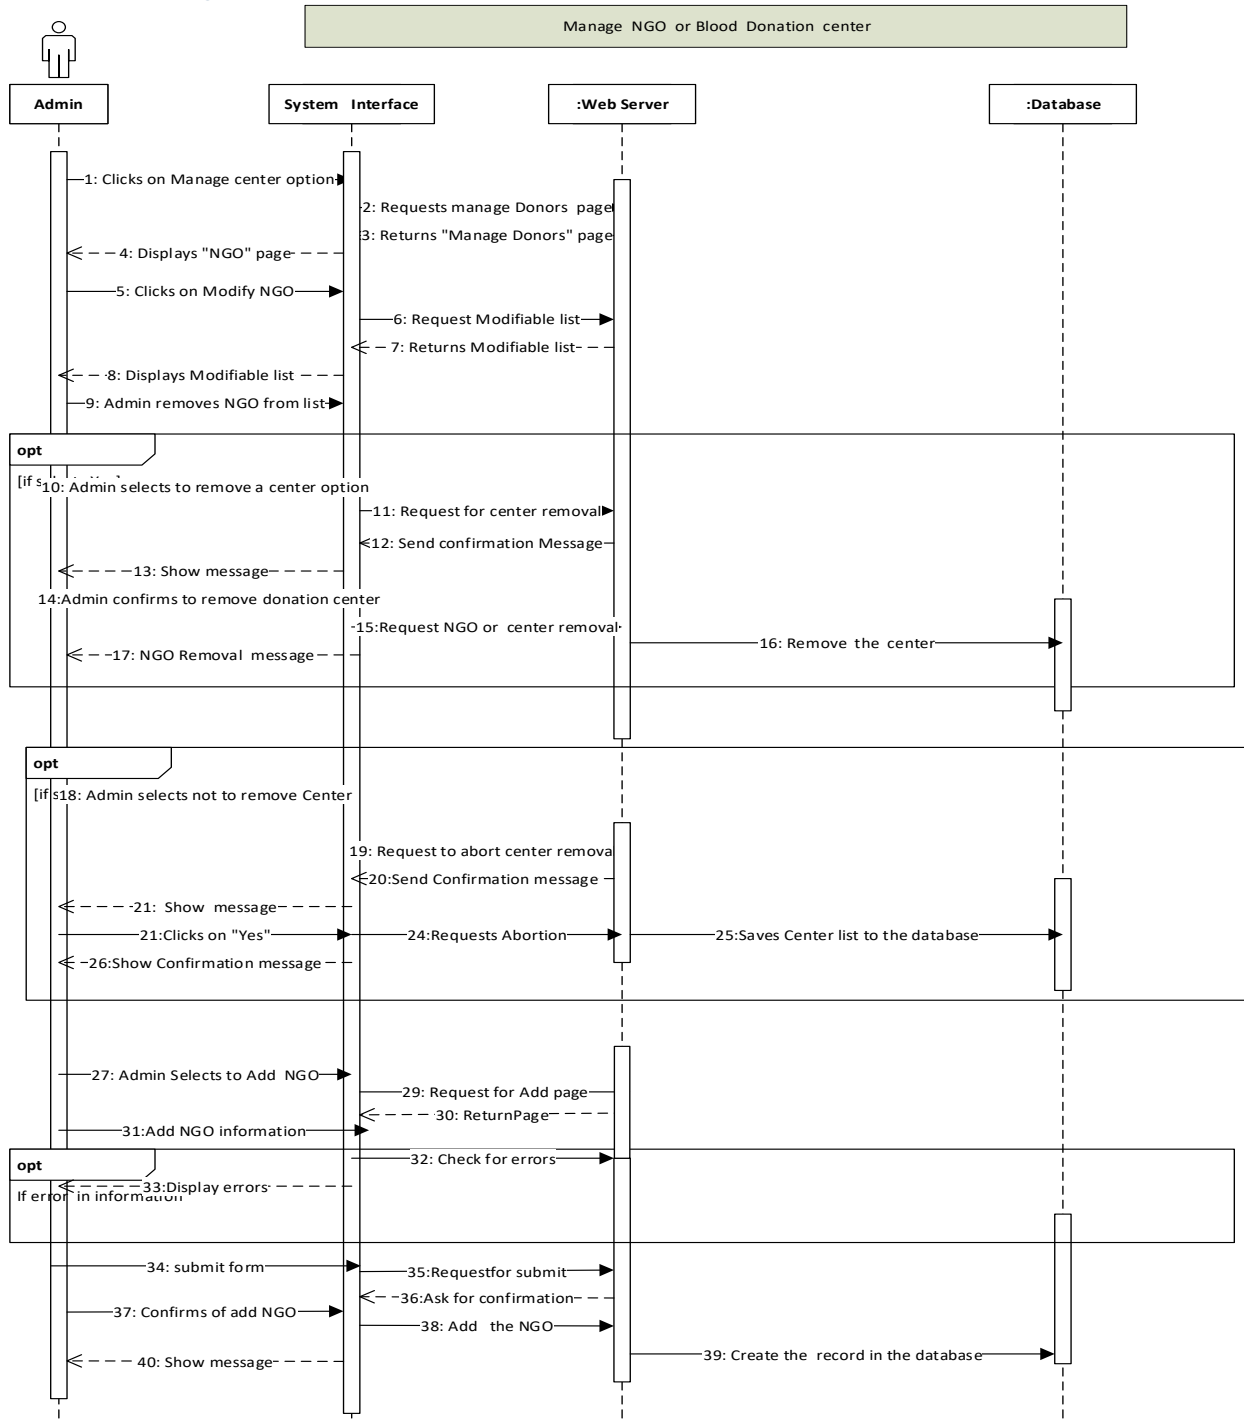 Manage NGO or Blood Donation center
Admin
System Interface
:Web Server
:Database
1: Clicks on Manage center option
2: Requests manage Donors page
3: Returns "Manage Donors" page
4: Displays "NGO" page
5: Clicks on Modify NGO
6: Request Modifiable list
7: Returns Modifiable list
8: Displays Modifiable list
9: Admin removes NGO from list
opt
[if
10: Admin selects to remove a center option
11: Request for center removal
12: Send confirmation Message
13: Show message
14:Admin confirms to remove donation center
15:Request NGO or center removal
16: Remove the center
17: NGO Removal message
opt
[if
18: Admin selects not to remove Center
19: Request to abort center remova
20:Send Confirmation message
21: Show message
21:Clicks on "Yes"
24:Requests Abortion
25:Saves Center list to the database
26:Show Confirmation message
27: Admin Selects to Add NGO
29: Request for Add page
30: ReturnPage
31:Add NGO information
opt
32: Check for errors
33:Display errors
If error in information
34: submit form
35:Requestfor submit
36:Ask for confirmation
37: Confirms of add NGO
38: Add the NGO
39: Create the record in the database
40: Show message